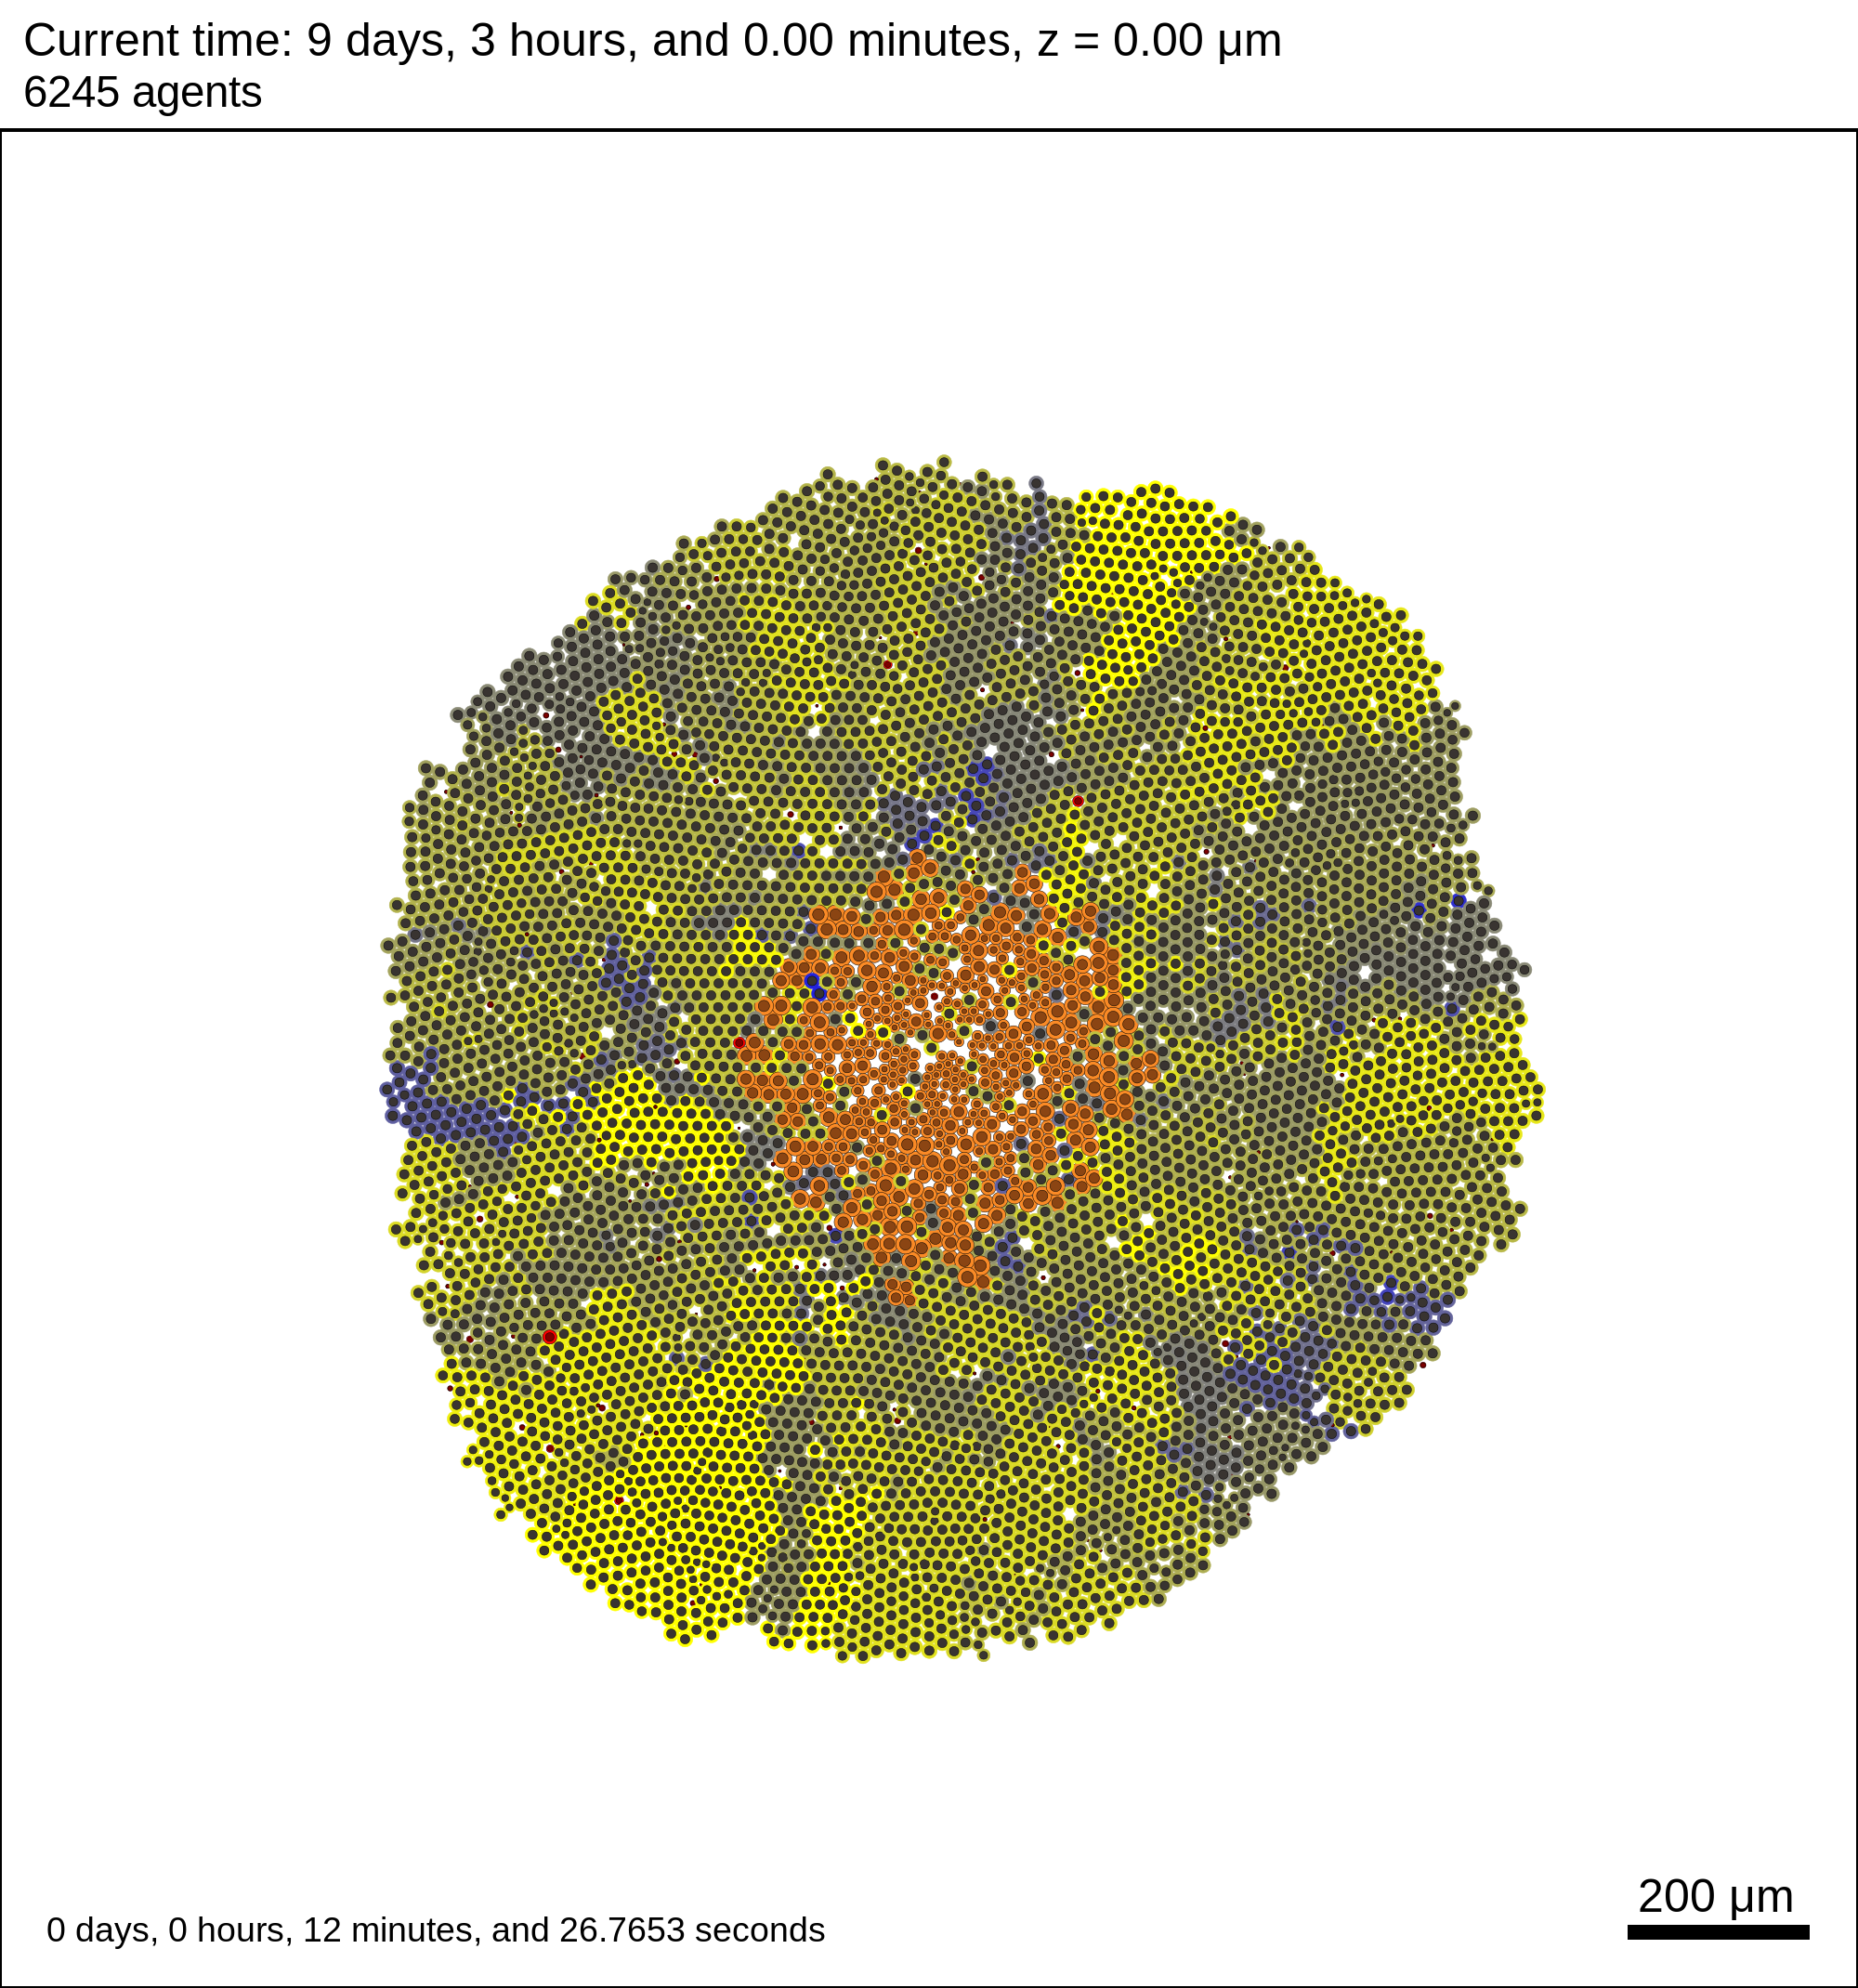 Current time: 9 days, 3 hours, and 0.00 minutes, z = 0.00 μm
6245 agents
200 μm
0 days, 0 hours, 12 minutes, and 26.7653 seconds